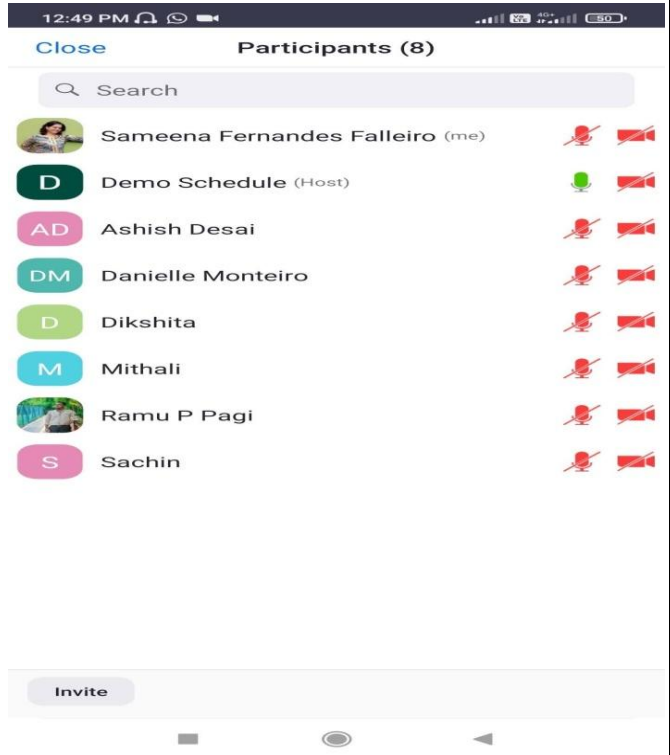 12:49 PM
4G+
50
Close Participants (8)
Search
Sameena Fernandes Falleiro (me)
D Demo Schedule (Host)
AD Ashish Desai
DM Danielle Monteiro
D Dikshita
M Mithali
Ramu P Pagi
S Sachin
Invite